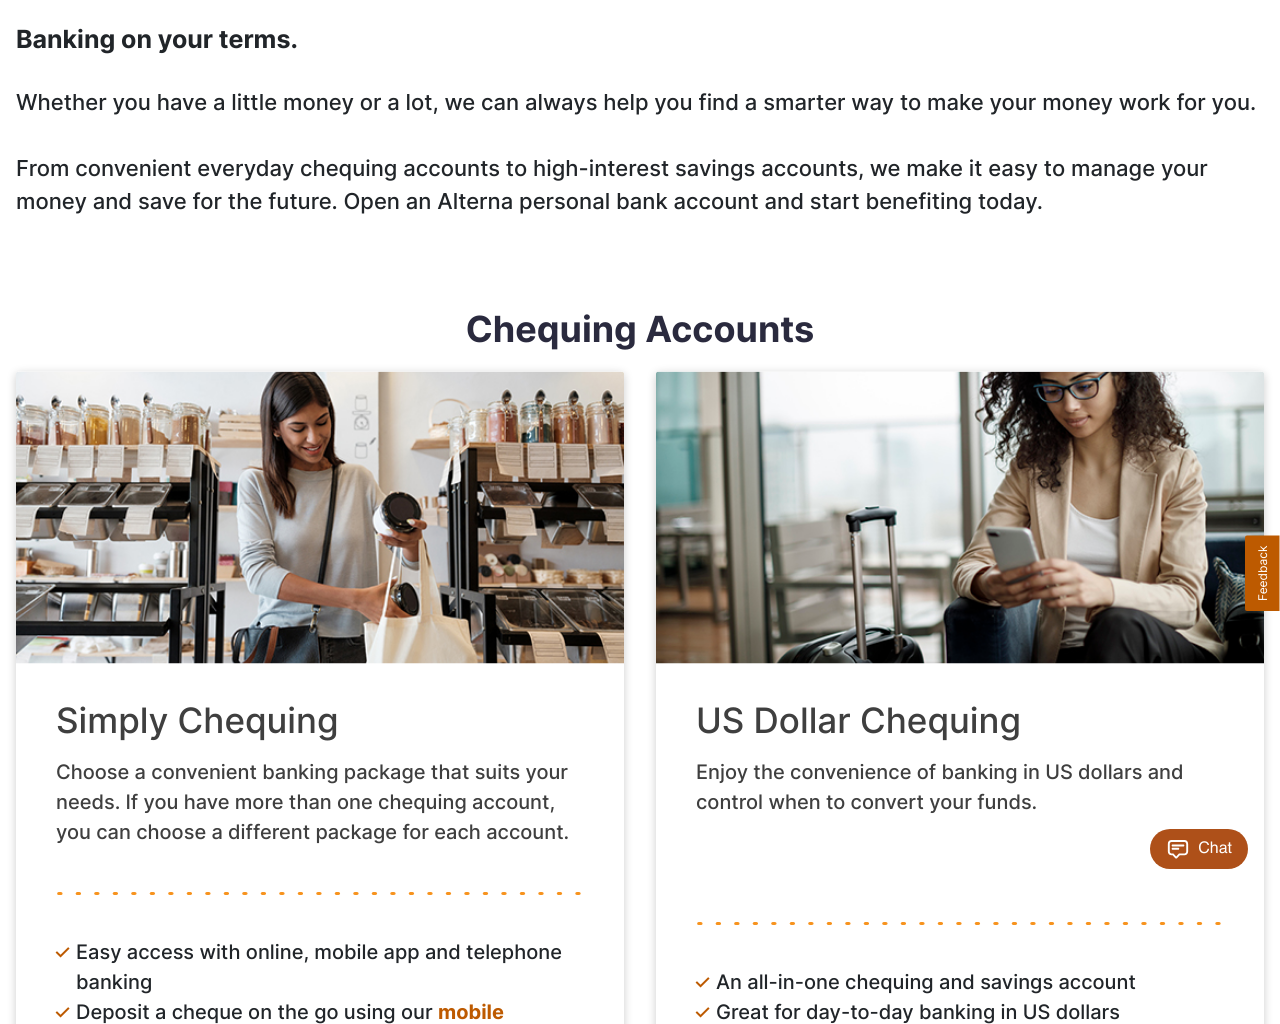 Banking on your terms.
Whether you have a little money or a lot, we can always help you find a smarter way to make your money work for you.
From convenient everyday chequing accounts to high-interest savings accounts, we make it easy to manage your
money and save for the future. Open an Alterna personal bank account and start benefiting today.
Chequing Accounts
Feedback
Simply Chequing
Choose a convenient banking package that suits your
needs. If you have more than one chequing account,
you can choose a different package for each account.
Easy access with online, mobile app and telephone
banking
Deposit a cheque on the go using our mobile
US Dollar Chequing
Enjoy the convenience of banking in US dollars and
control when to convert your funds.
Chat
An all-in-one chequing and savings account
Great for day-to-day banking in US dollars